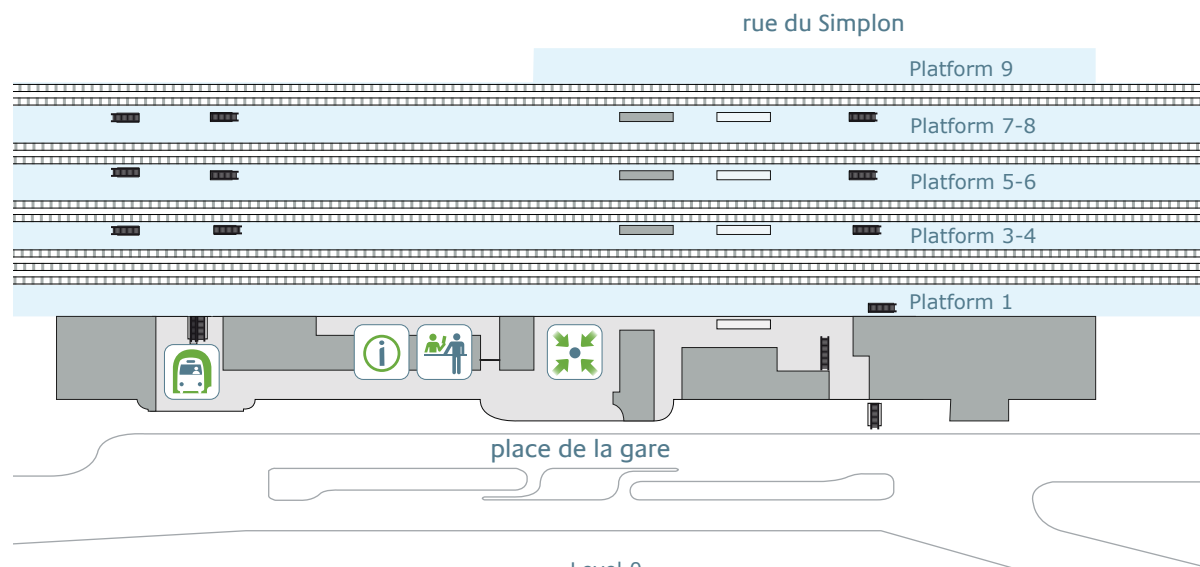 rue du Simplon
Platform 9
Platform 7-8
Platform 5-6
Platform 3-4
Platform 1
place de la gare